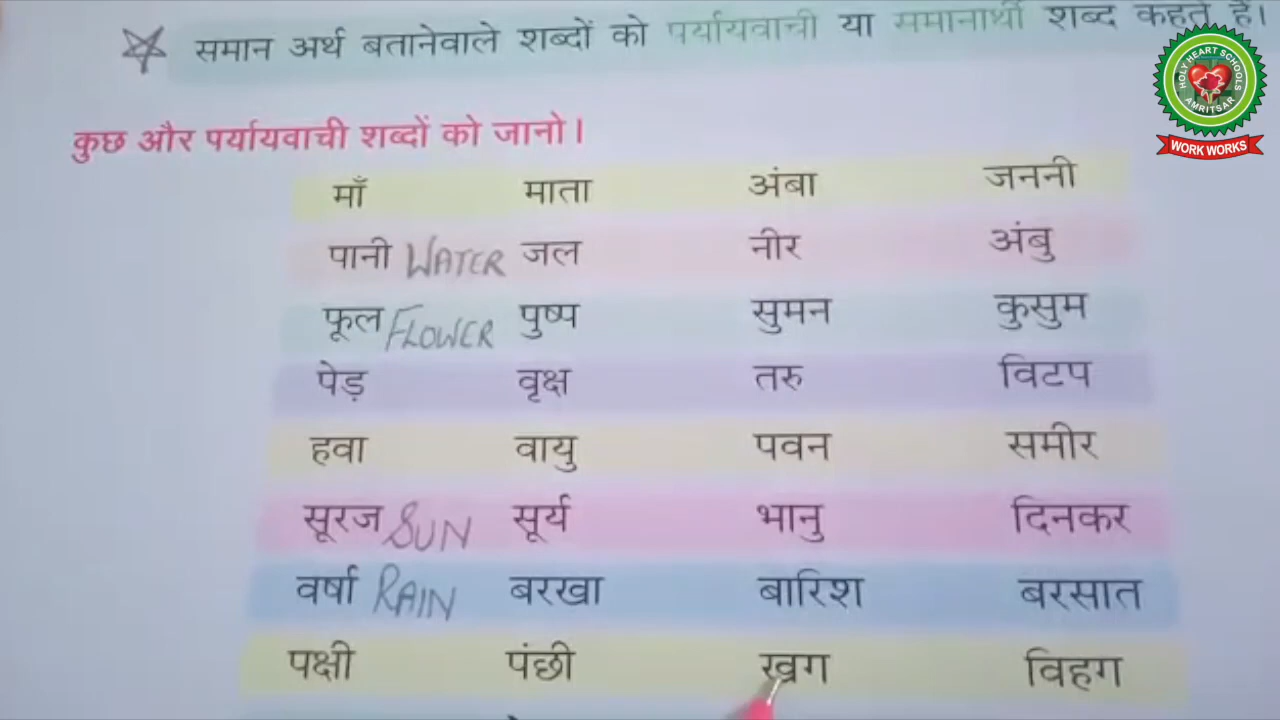 समान अर्थ बतानेवाले शब्दों को पर्यायवाची या समानार्थी शब्द कहते हैं।
HOLY HEART SCHOOLS
AMRITSAR
WORK WORKS
कुछ और पर्यायवाची शब्दों को जानो।
माँ माता अंबा जननी
पानी WATER जल नीर अंबु
फूल FLOWER पुष्प सुमन कुसुम
पेड़ वृक्ष तरु विटप
हवा वायु पवन समीर
सूरज SUN सूर्य भानु दिनकर
वर्षा RAIN बरखा बारिश बरसात
पक्षी पंछी खग विहग